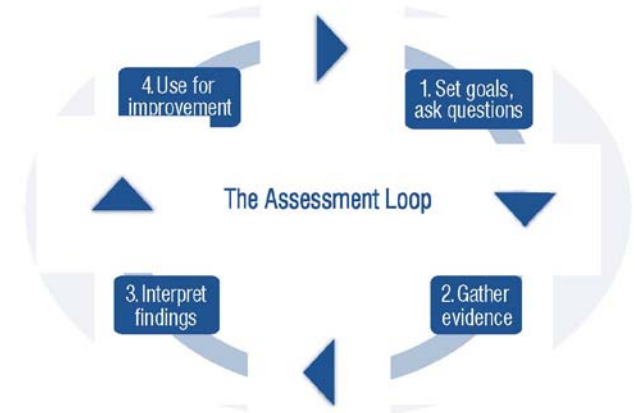 The Assessment Loop
1. Set goals,
ask questions
2. Gather
evidence
3. Interpret
findings
4. Use for
improvement